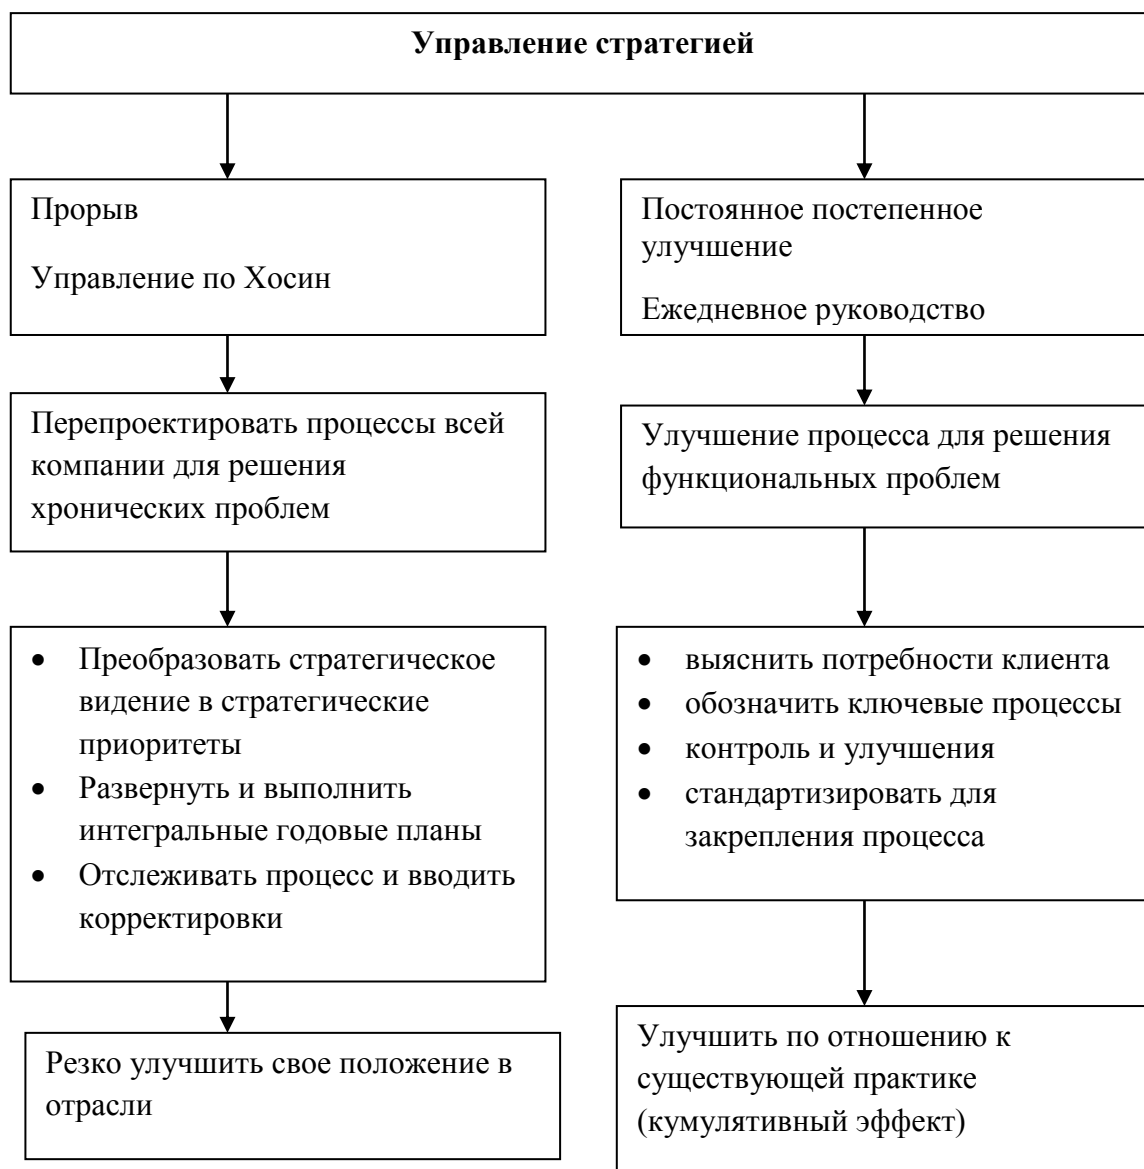 Управление стратегией
Прорыв
Управление по Хосин
Постоянное постепенное
улучшение
Ежедневное руководство
Перепроектировать процессы всей
компании для решения
хронических проблем
Улучшение процесса для решения
функциональных проблем
• Преобразовать стратегическое
видение в стратегические
приоритеты
• Развернуть и выполнить
интегральные годовые планы
• Отслеживать процесс и вводить
корректировки
• выяснить потребности клиента
• обозначить ключевые процессы
• контроль и улучшения
• стандартизировать для
закрепления процесса
Резко улучшить свое положение в
отрасли
Улучшить по отношению к
существующей практике
(кумулятивный эффект)